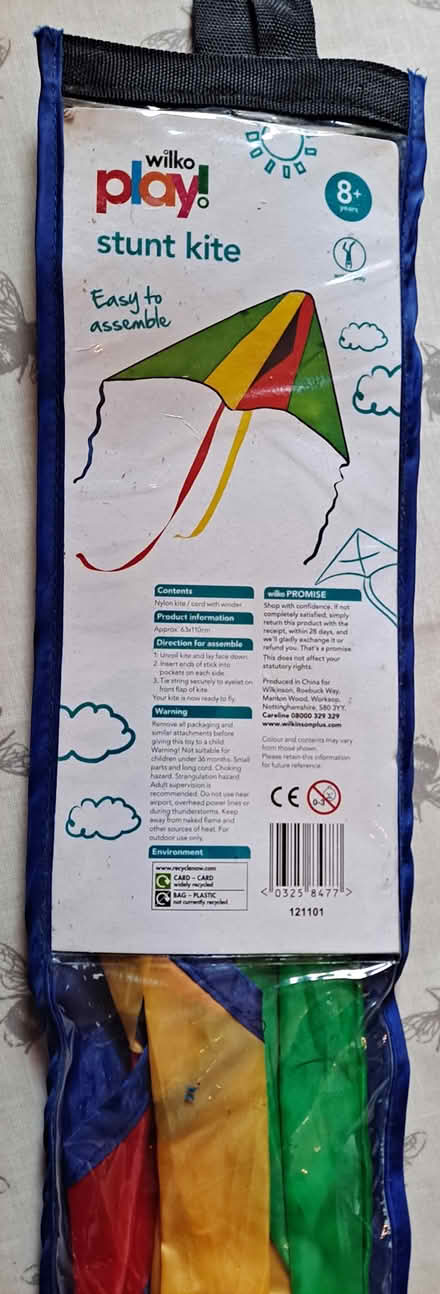 wilko
play!
8+
years
stunt kite
Easy to
assemble
Contents
Nylon kite / cord with winder
Product information
Approx. 63x110cm
Direction for assemble
1. Unroll kite and lay face down.
2. Insert ends of stick into
pockets on each side.
3. Tie string securely to eyelet on
front flap of kite.
Your kite is now ready to fly.
Warning
Remove all packaging and
similar attachments before
giving this toy to a child.
Warning! Not suitable for
children under 36 months. Small
parts and long cord. Choking
hazard. Strangulation hazard.
Adult supervision is
recommended. Do not use near
airport, overhead power lines or
during thunderstorms. Keep
away from naked flame and
other sources of heat. For
outdoor use only.
Environment
www.recyclenow.com
CARD – CARD
widely recycled
BAG – PLASTIC
not currently recycled
wilko PROMISE
Shop with confidence. If not
completely satisfied, simply
return this product with the
receipt, within 28 days, and
we'll gladly exchange it or
refund you. That's a promise.
This does not affect your
statutory rights.
Produced in China for
Wilkinson, Roebuck Way,
Manton Wood, Worksop,
Nottinghamshire, S80 3YY.
Careline 08000 329 329
www.wilkinsonplus.com
Colour and contents may vary
from those shown.
Please retain this information
for future reference.
CE
0-3
< 0325 8477 >
121101